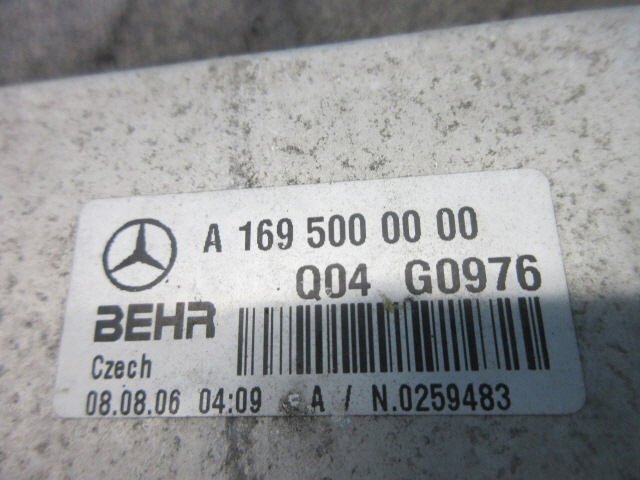 A 169 500 00 00
Q04 G0976
BEHR
Czech
08.08.06 04:09 A / N.0259483